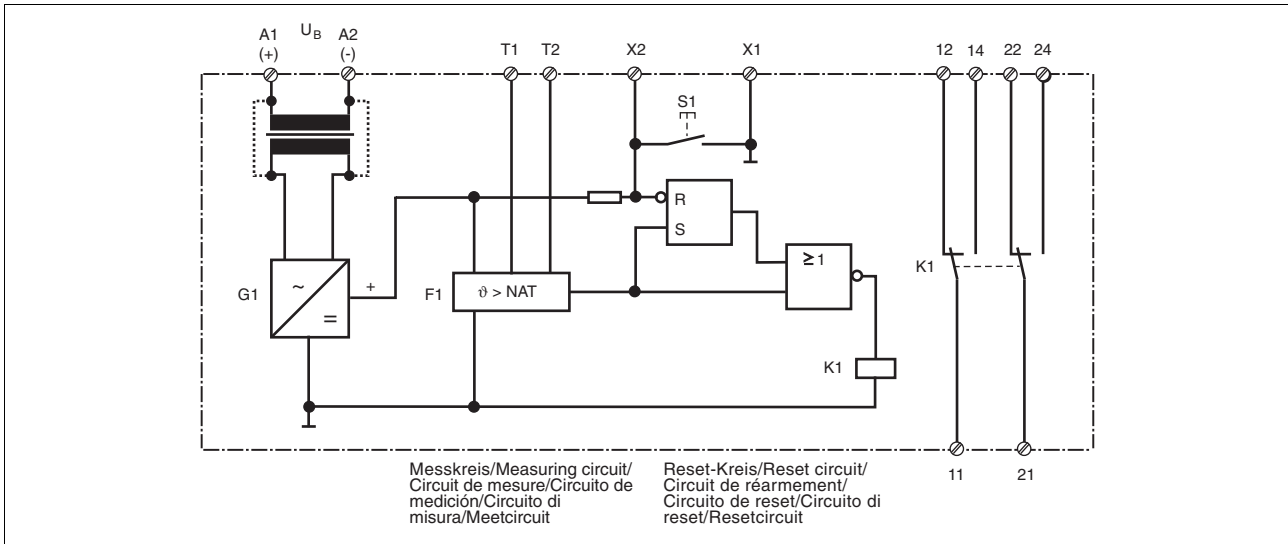 A1 U_B A2 T1 T2 X2 X1 12 14 22 24
(+) (-)
S1
R
S
≥1
K1
G1 ~ + F1 ϑ > NAT
=
K1
Messkreis/Measuring circuit/
Circuit de mesure/Circuito de
medición/Circuito di
misura/Meetcircuit
Reset-Kreis/Reset circuit/
Circuit de réarmement/
Circuito de reset/Circuito di
reset/Resetcircuit
11 21